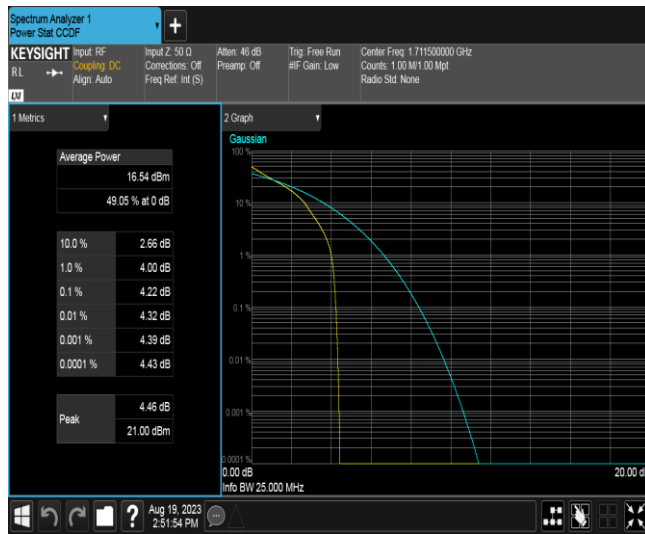 Spectrum Analyzer 1
Power Stat CCDF
+
KEYSIGHT
RL
LXI
Input: RF
Coupling: DC
Align: Auto
Input Z: 50 Ω
Corrections: Off
Freq Ref: Int (S)
Atten: 46 dB
Preamp: Off
Trig: Free Run
#IF Gain: Low
Center Freq: 1.711500000 GHz
Counts: 1.00 M/1.00 Mpt
Radio Std: None
1 Metrics
Average Power
16.54 dBm
49.05 % at 0 dB
10.0 % 2.66 dB
1.0 % 4.00 dB
0.1 % 4.22 dB
0.01 % 4.32 dB
0.001 % 4.39 dB
0.0001 % 4.43 dB
Peak
4.46 dB
21.00 dBm
2 Graph
Gaussian
100 %
10 %
1 %
0.1 %
0.01 %
0.001 %
0.0001 %
0.00 dB
20.00 d
Info BW 25.000 MHz
?
Aug 19, 2023
2:51:54 PM